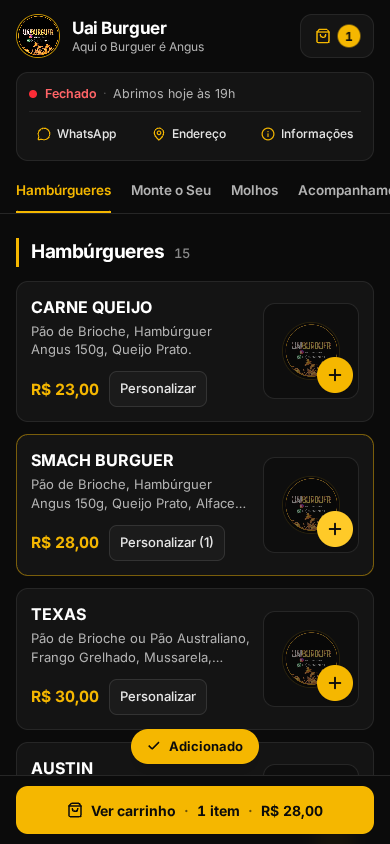 Uai Burguer
Aqui o Burguer é Angus
1
Fechado · Abrimos hoje às 19h
WhatsApp Endereço Informações
Hambúrgueres Monte o Seu Molhos Acompanham
Hambúrgueres 15
CARNE QUEIJO
Pão de Brioche, Hambúrguer
Angus 150g, Queijo Prato.
R$ 23,00 Personalizar
SMACH BURGUER
Pão de Brioche, Hambúrguer
Angus 150g, Queijo Prato, Alface...
R$ 28,00 Personalizar (1)
TEXAS
Pão de Brioche ou Pão Australiano,
Frango Grelhado, Mussarela,...
R$ 30,00 Personalizar
Adicionado
AUSTIN
Ver carrinho · 1 item · R$ 28,00